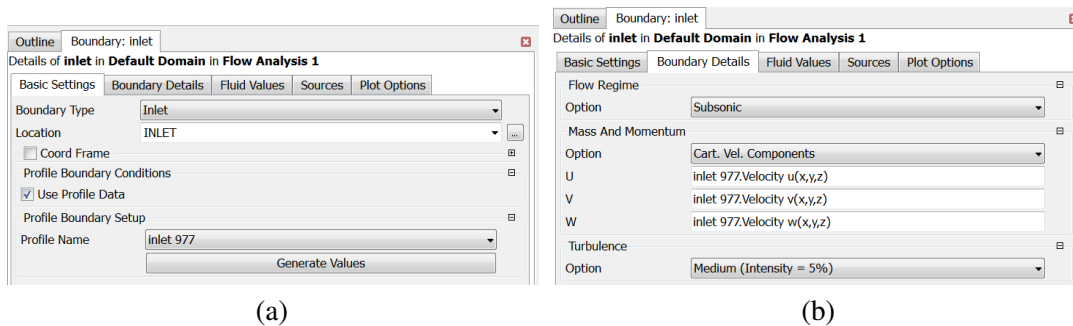 Outline Boundary: inlet
Details of inlet in Default Domain in Flow Analysis 1
Basic Settings Boundary Details Fluid Values Sources Plot Options
Boundary Type Inlet
Location INLET ...
Coord Frame
Profile Boundary Conditions
Use Profile Data
Profile Boundary Setup
Profile Name inlet 977
Generate Values
(a)
Outline Boundary: inlet
Details of inlet in Default Domain in Flow Analysis 1
Basic Settings Boundary Details Fluid Values Sources Plot Options
Flow Regime
Option Subsonic
Mass And Momentum
Option Cart. Vel. Components
U inlet 977.Velocity u(x,y,z)
V inlet 977.Velocity v(x,y,z)
W inlet 977.Velocity w(x,y,z)
Turbulence
Option Medium (Intensity = 5%)
(b)